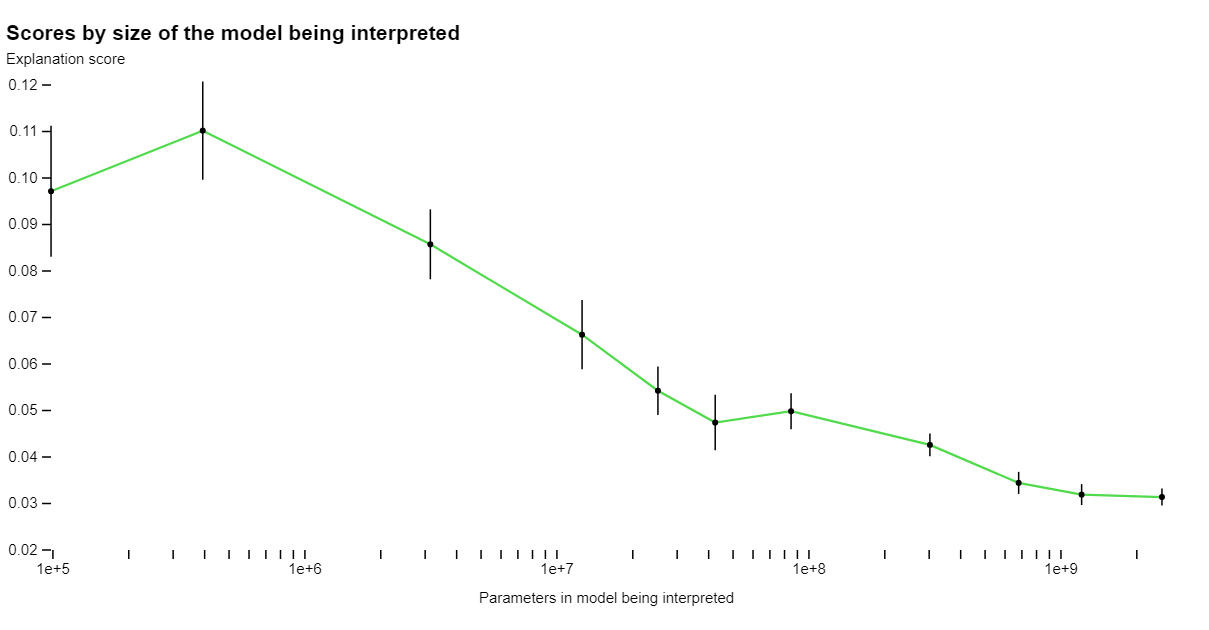 Scores by size of the model being interpreted
Explanation score
0.12
0.11
0.10
0.09
0.08
0.07
0.06
0.05
0.04
0.03
0.02
1e+5 1e+6 1e+7 1e+8 1e+9
Parameters in model being interpreted